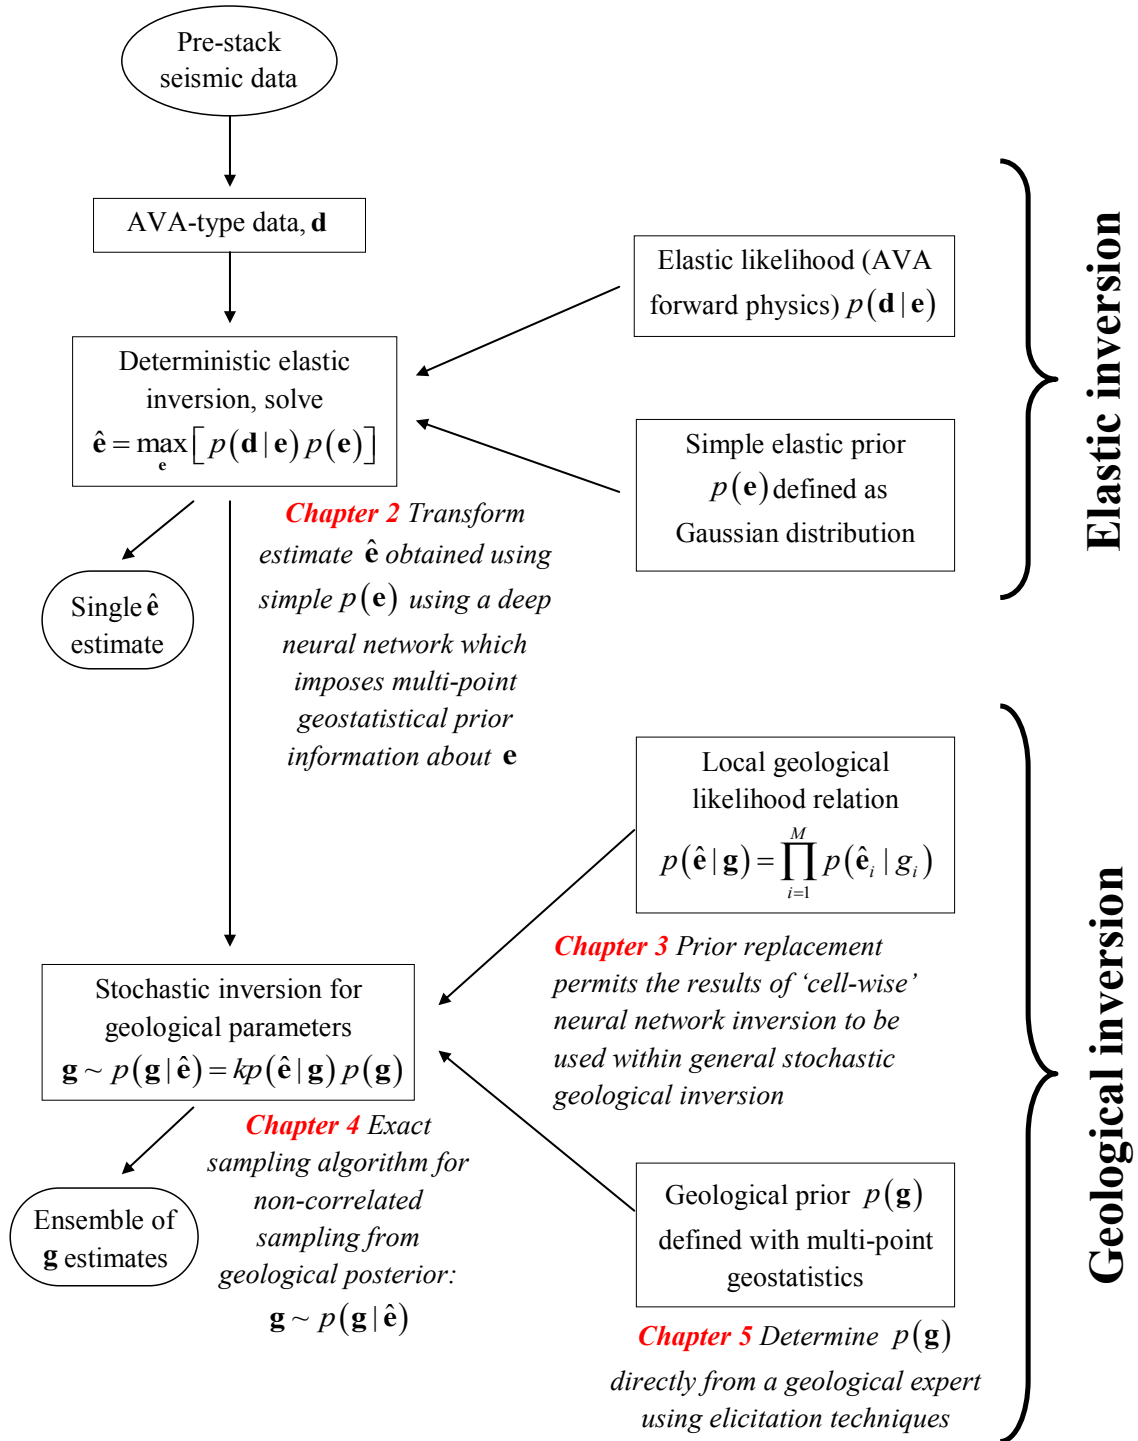 Pre-stack
seismic data
AVA-type data, d
Elastic likelihood (AVA
forward physics) p(d | e)
Deterministic elastic
inversion, solve
ê = max[ p(d | e) p(e)]
e
Simple elastic prior
p(e) defined as
Gaussian distribution
Elastic inversion
Single ê
estimate
Chapter 2 Transform
estimate ê obtained using
simple p(e) using a deep
neural network which
imposes multi-point
geostatistical prior
information about e
Local geological
likelihood relation
M
p(ê | g) = ∏ p(ê_i | g_i)
i=1
Chapter 3 Prior replacement
permits the results of ‘cell-wise’
neural network inversion to be
used within general stochastic
geological inversion
Stochastic inversion for
geological parameters
g ~ p(g | ê) = kp(ê | g) p(g)
Geological inversion
Chapter 4 Exact
sampling algorithm for
non-correlated
sampling from
geological posterior:
g ~ p(g | ê)
Ensemble of
g estimates
Geological prior p(g)
defined with multi-point
geostatistics
Chapter 5 Determine p(g)
directly from a geological expert
using elicitation techniques